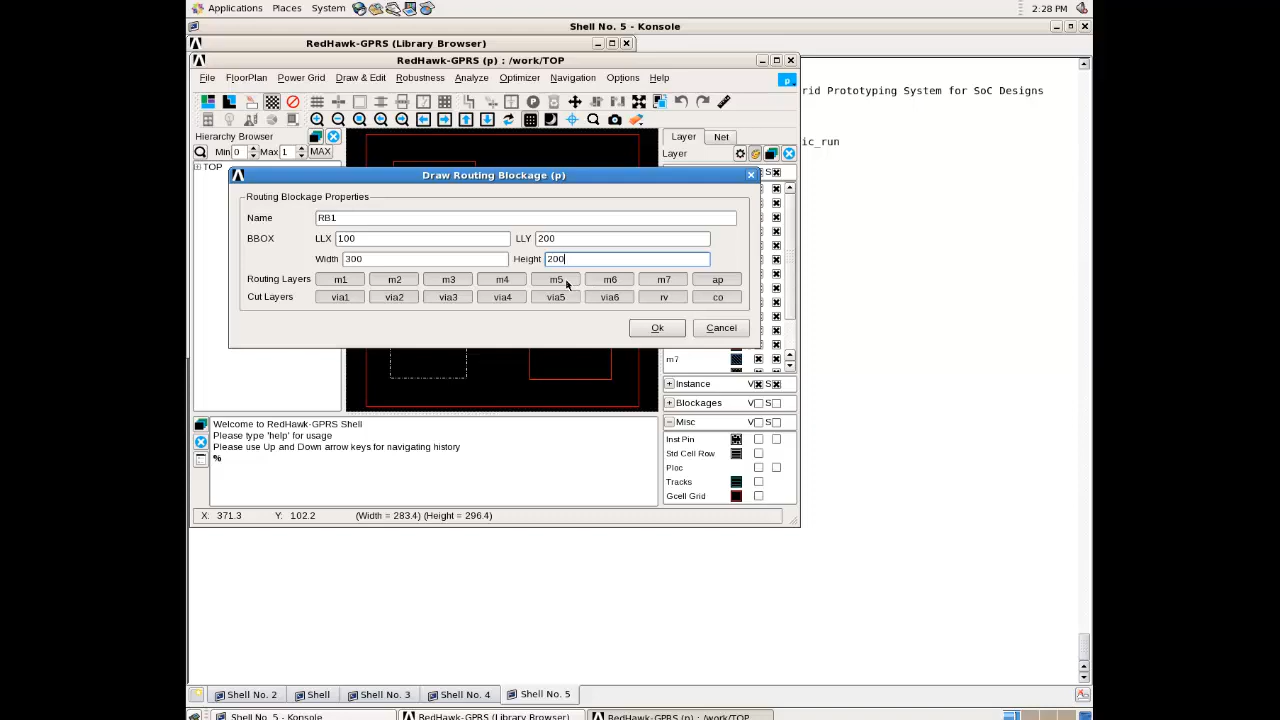 Applications Places System 2:28 PM
Shell No. 5 - Konsole
RedHawk-GPRS (Library Browser)
RedHawk-GPRS (p) : /work/TOP
File FloorPlan Power Grid Draw & Edit Robustness Analyze Optimizer Navigation Options Help
p
rid Prototyping System for SoC Designs
ic_run
Hierarchy Browser
Min 0 Max 1 MAX
TOP
Layer Net
Layer
S
Draw Routing Blockage (p)
Routing Blockage Properties
Name RB1
BBOX LLX 100 LLY 200
Width 300 Height 200
Routing Layers m1 m2 m3 m4 m5 m6 m7 ap
Cut Layers via1 via2 via3 via4 via5 via6 rv co
Ok Cancel
m7
Instance V S
Blockages V S
Misc V S
Inst Pin
Std Cell Row
Ploc
Tracks
Gcell Grid
Welcome to RedHawk-GPRS Shell
Please type 'help' for usage
Please use Up and Down arrow keys for navigating history
%
X: 371.3 Y: 102.2 (Width = 283.4) (Height = 296.4)
Shell No. 2 Shell Shell No. 3 Shell No. 4 Shell No. 5
Shell No. 5 - Konsole RedHawk-GPRS (Library Browser) RedHawk-GPRS (p) : /work/TOP